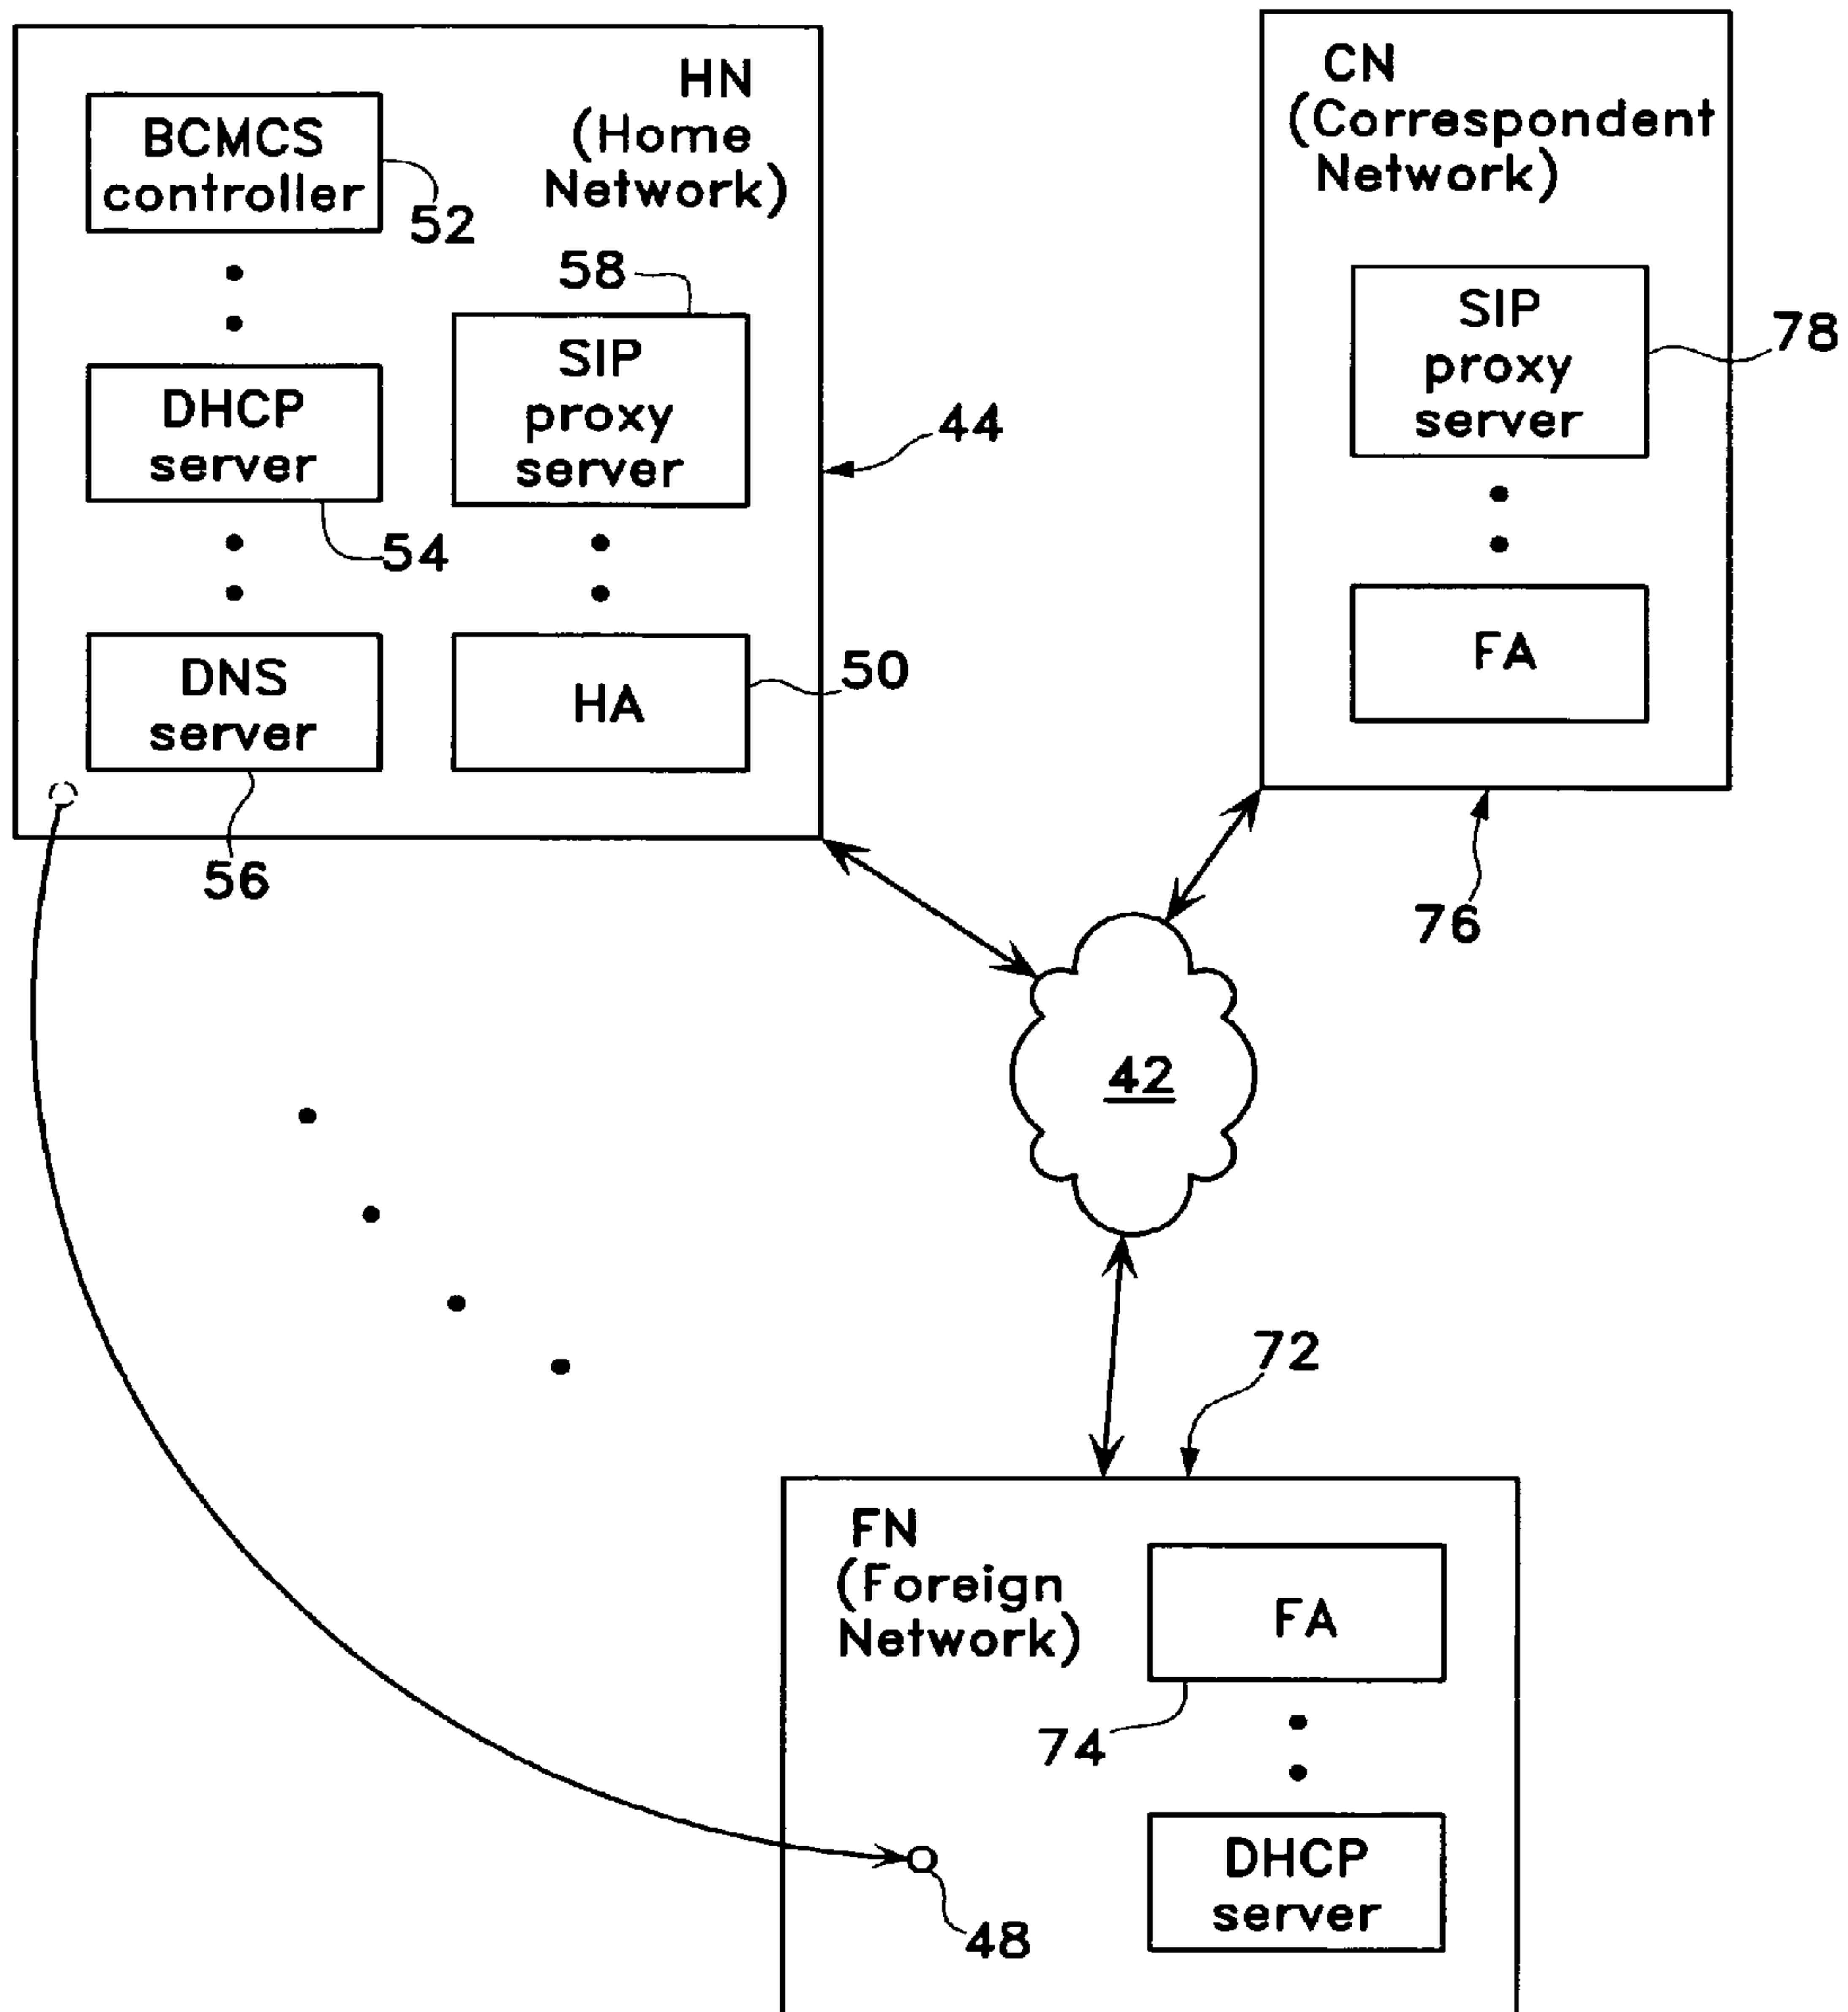 HN
(Home
Network)
BCMCS
controller
52
58
DHCP
server
54
SIP
proxy
server
44
DNS
server
56
HA
50
CN
(Correspondent
Network)
SIP
proxy
server
78
FA
76
42
72
FN
(Foreign
Network)
FA
74
DHCP
server
48